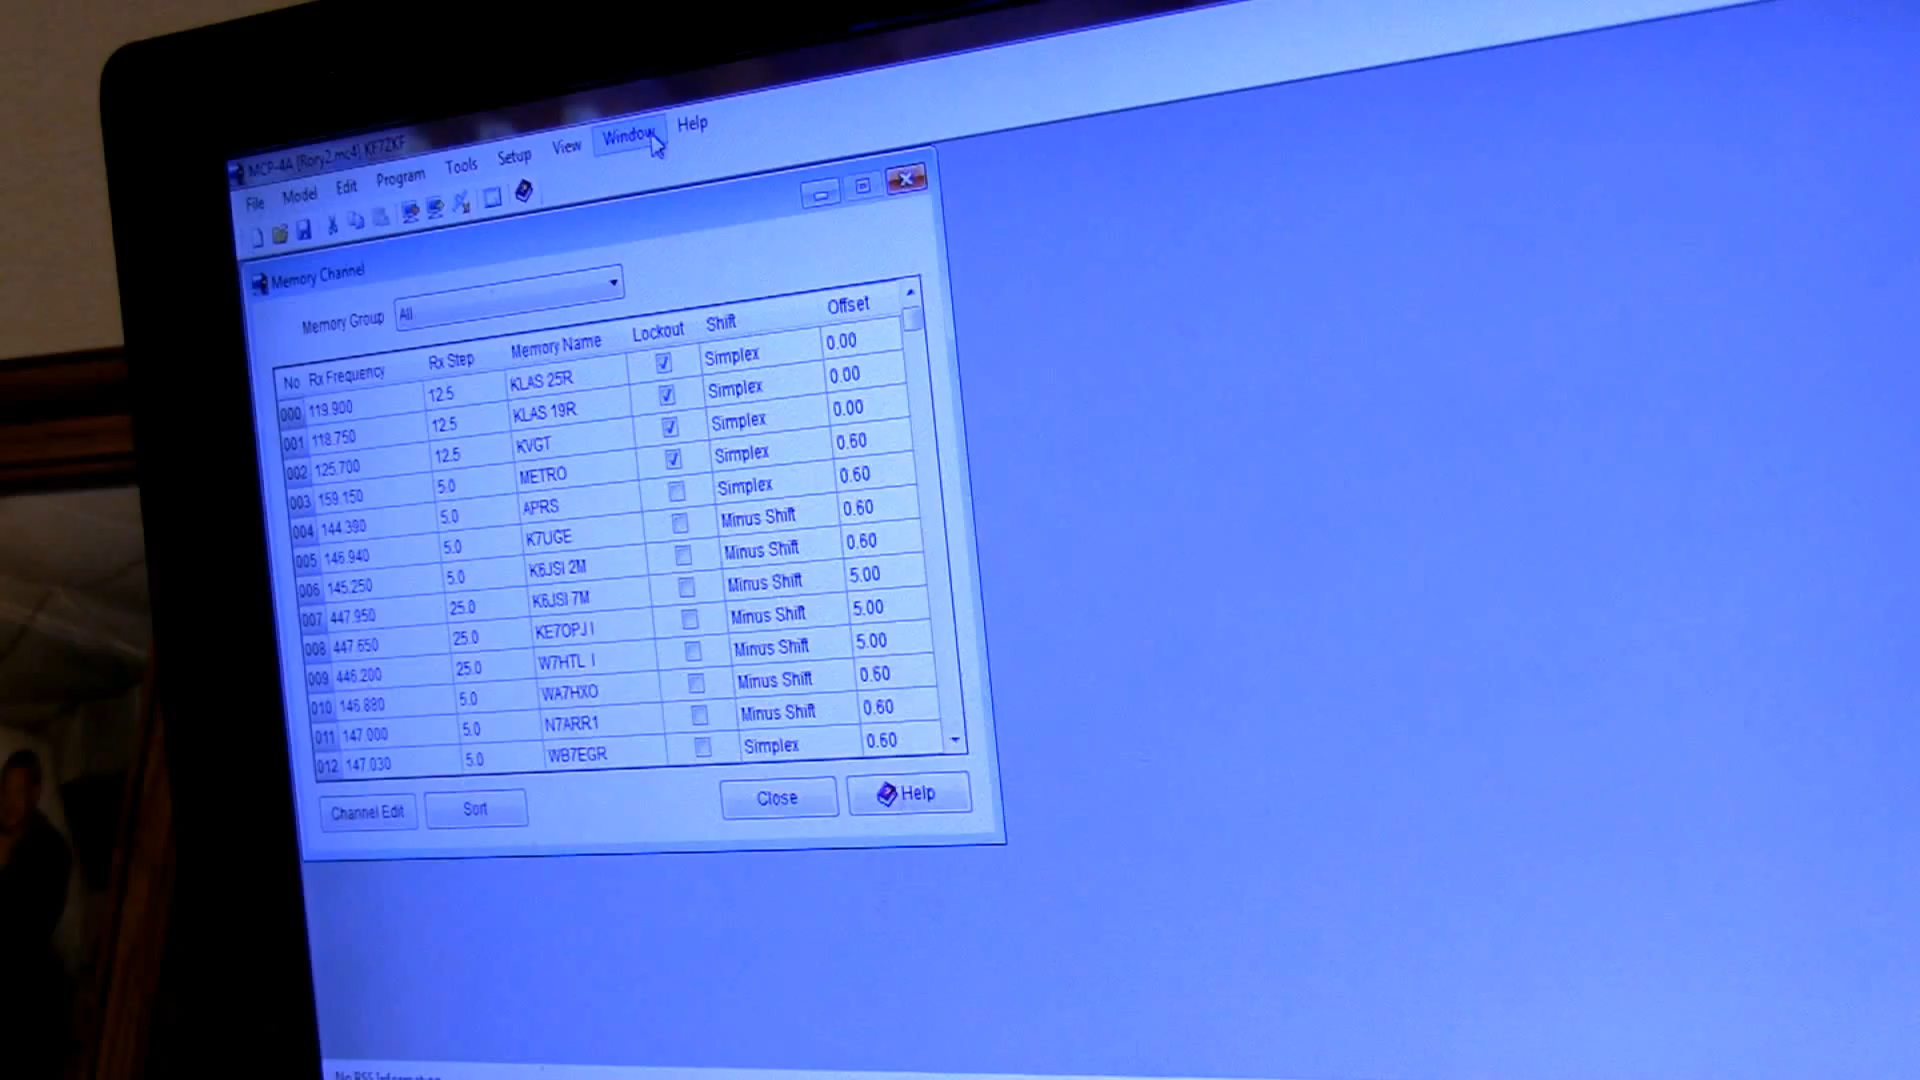 MCP-4A [Rory2.mc4] KF7ZKF
File Model Edit Program Tools Setup View Window Help
Memory Channel
Memory Group All
No Rx Frequency Rx Step Memory Name Lockout Shift Offset
000 119.900 12.5 KLAS 25R Simplex 0.00
001 118.750 12.5 KLAS 19R Simplex 0.00
002 125.700 12.5 KVGT Simplex 0.00
003 159.150 5.0 METRO Simplex 0.60
004 144.390 5.0 APRS Simplex 0.60
005 146.940 5.0 K7UGE Minus Shift 0.60
006 145.250 5.0 K6JSI 2M Minus Shift 0.60
007 447.950 25.0 K6JSI 7M Minus Shift 5.00
008 447.650 25.0 KE7OPJ I Minus Shift 5.00
009 446.200 25.0 W7HTL I Minus Shift 5.00
010 146.880 5.0 WA7HXO Minus Shift 0.60
011 147.000 5.0 N7ARR1 Minus Shift 0.60
012 147.030 5.0 WB7EGR Simplex 0.60
Channel Edit Sort Close Help
No RSS Information